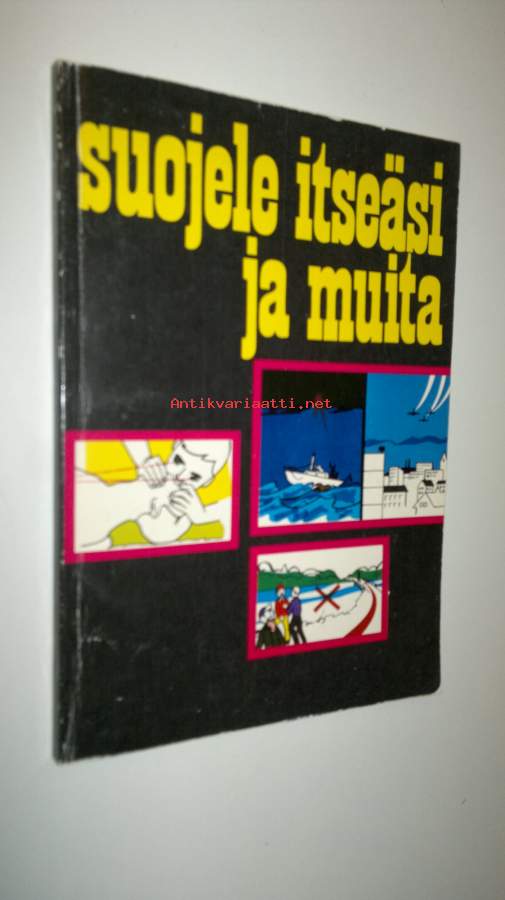 suojele itseäsi
ja muita
Antikvariaatti.net